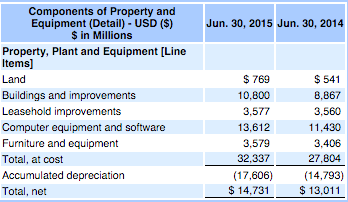 Components of Property and Equipment (Detail) - USD ($) $ in Millions Jun. 30, 2015 Jun. 30, 2014
Property, Plant and Equipment [Line Items]
Land $ 769 $ 541
Buildings and improvements 10,800 8,867
Leasehold improvements 3,577 3,560
Computer equipment and software 13,612 11,430
Furniture and equipment 3,579 3,406
Total, at cost 32,337 27,804
Accumulated depreciation (17,606) (14,793)
Total, net $ 14,731 $ 13,011